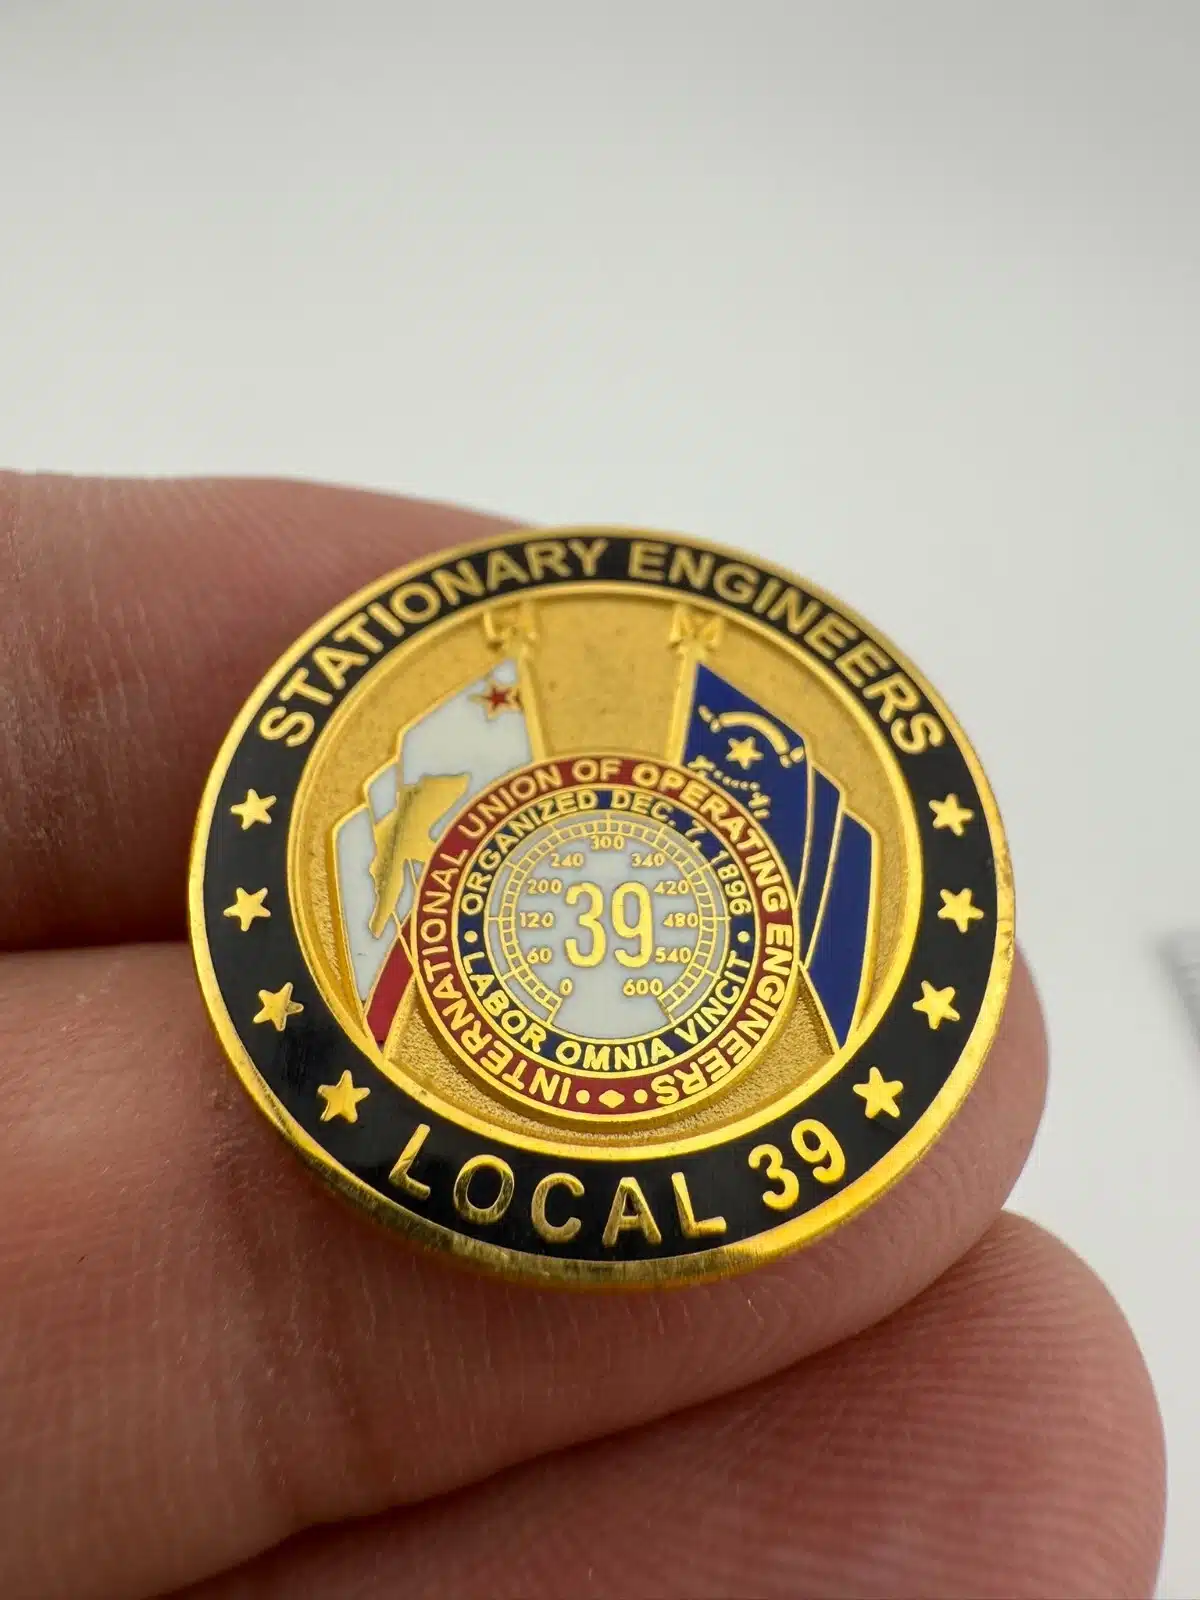 STATIONARY ENGINEERS
INTERNATIONAL UNION OF OPERATING ENGINEERS
ORGANIZED DEC. 7, 1896
0 60 120 200 240 300 340 420 480 540 600
39
LABOR OMNIA VINCIT
LOCAL 39